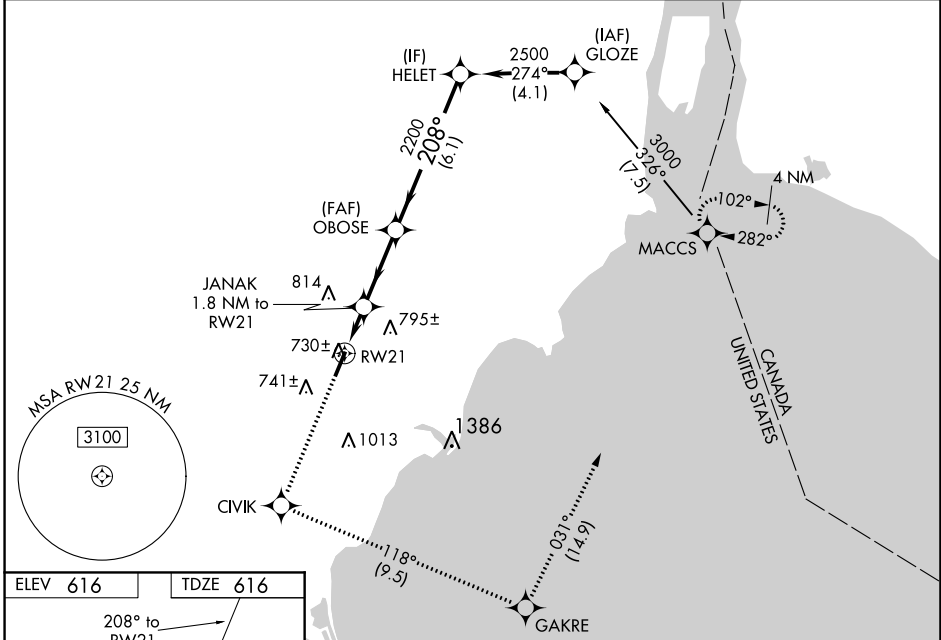 (IAF)
GLOZE
(IF)
HELET
2500
274°
(4.1)
2200
208°
(6.1)
3000
326°
(7.5)
4 NM
102°
282°
MACCS
(FAF)
OBOSE
JANAK
1.8 NM to
RW21
814
795±
730±
RW21
741±
CANADA
UNITED STATES
MSA RW21 25 NM
3100
1013
1386
CIVIK
118°
(9.5)
031°
(14.9)
GAKRE
ELEV 616
TDZE 616
208° to
RW21